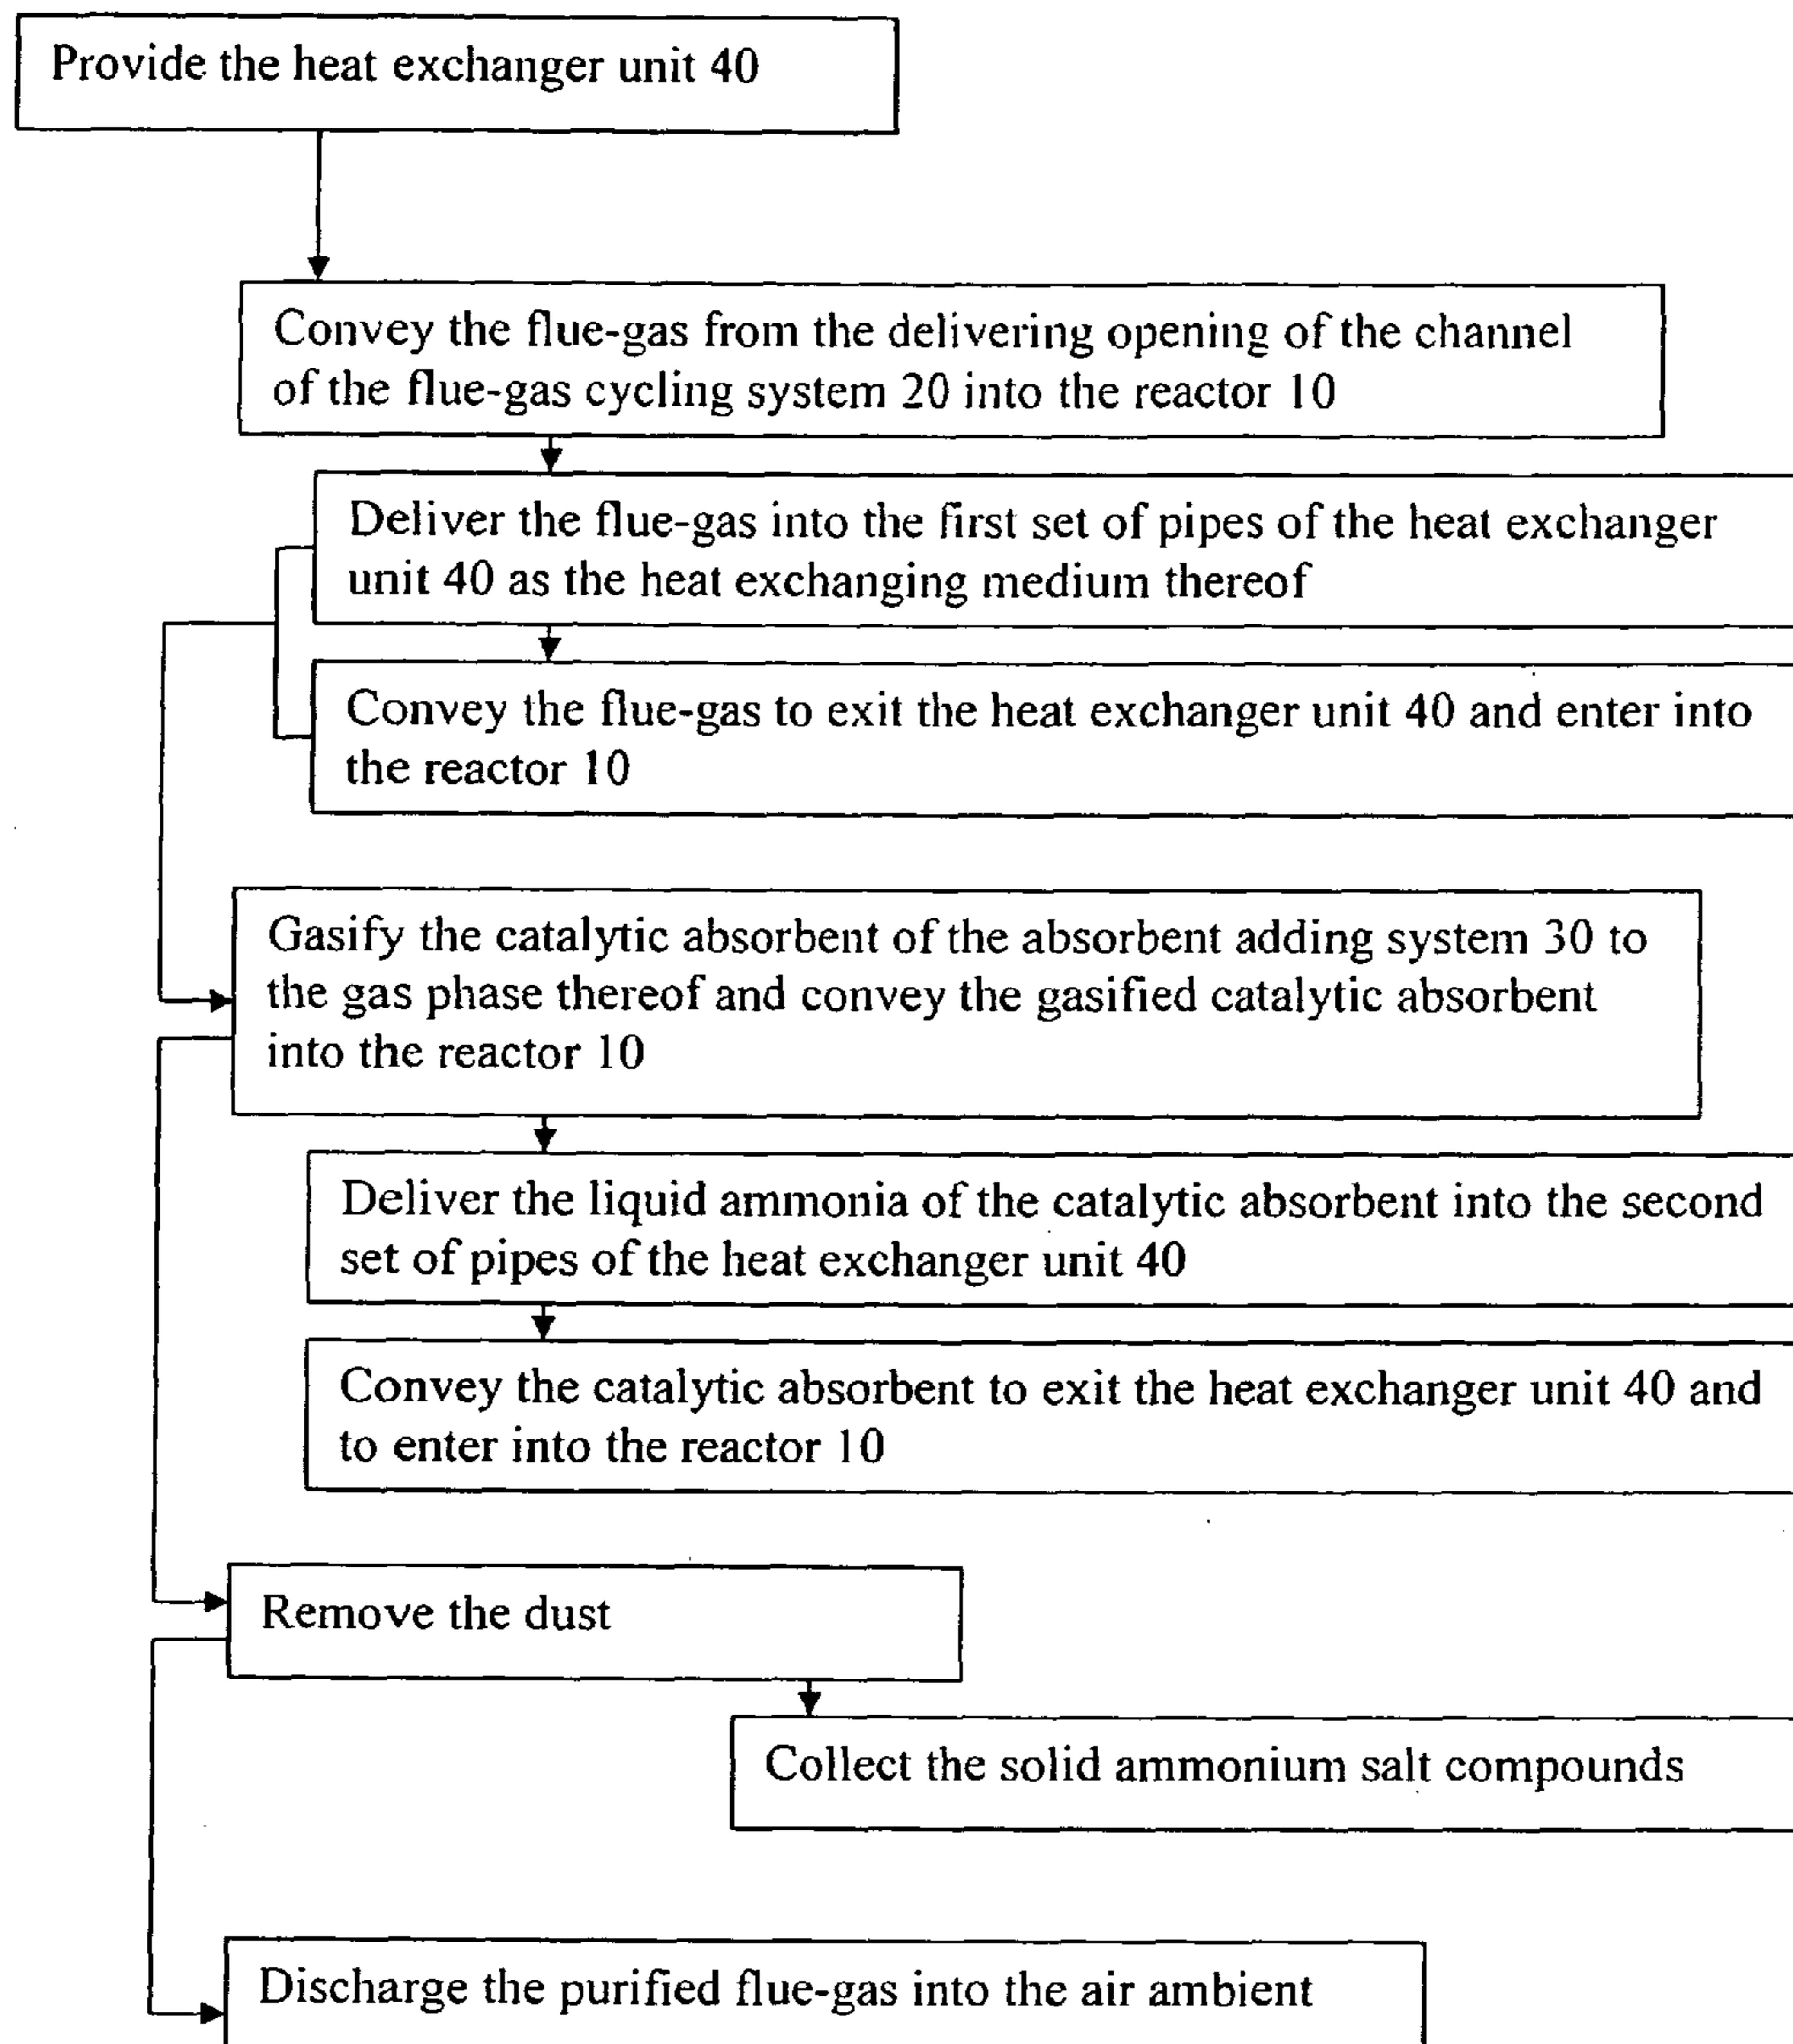 Provide the heat exchanger unit 40
Convey the flue-gas from the delivering opening of the channel
of the flue-gas cycling system 20 into the reactor 10
Deliver the flue-gas into the first set of pipes of the heat exchanger
unit 40 as the heat exchanging medium thereof
Convey the flue-gas to exit the heat exchanger unit 40 and enter into
the reactor 10
Gasify the catalytic absorbent of the absorbent adding system 30 to
the gas phase thereof and convey the gasified catalytic absorbent
into the reactor 10
Deliver the liquid ammonia of the catalytic absorbent into the second
set of pipes of the heat exchanger unit 40
Convey the catalytic absorbent to exit the heat exchanger unit 40 and
to enter into the reactor 10
Remove the dust
Collect the solid ammonium salt compounds
Discharge the purified flue-gas into the air ambient